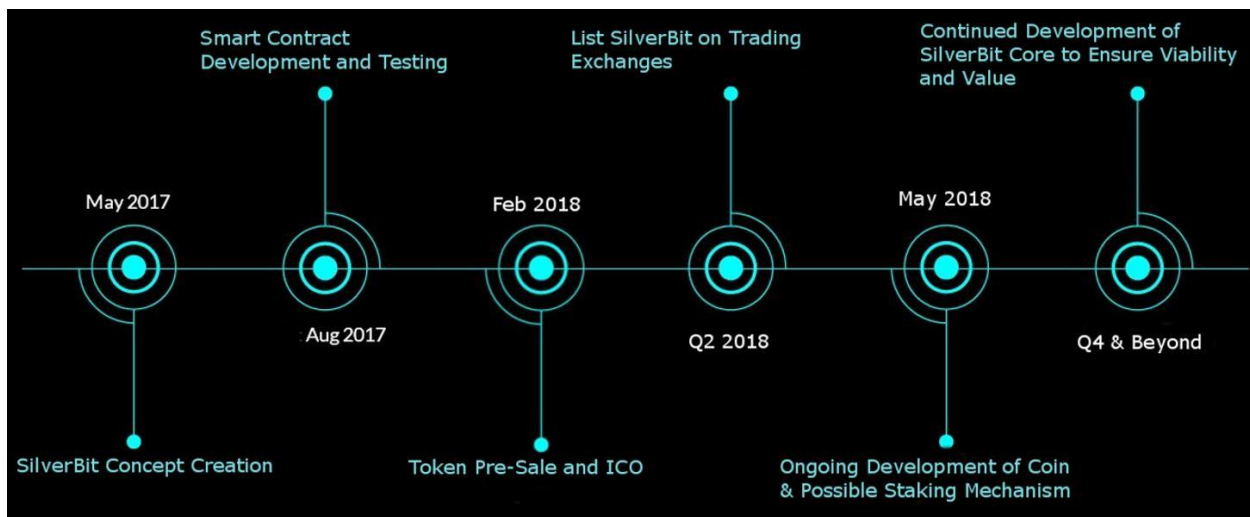 Smart Contract
Development and Testing
List SilverBit on Trading
Exchanges
Continued Development of
SilverBit Core to Ensure Viability
and Value
May 2017
Feb 2018
May 2018
Aug 2017
Q2 2018
Q4 & Beyond
SilverBit Concept Creation
Token Pre-Sale and ICO
Ongoing Development of Coin
& Possible Staking Mechanism